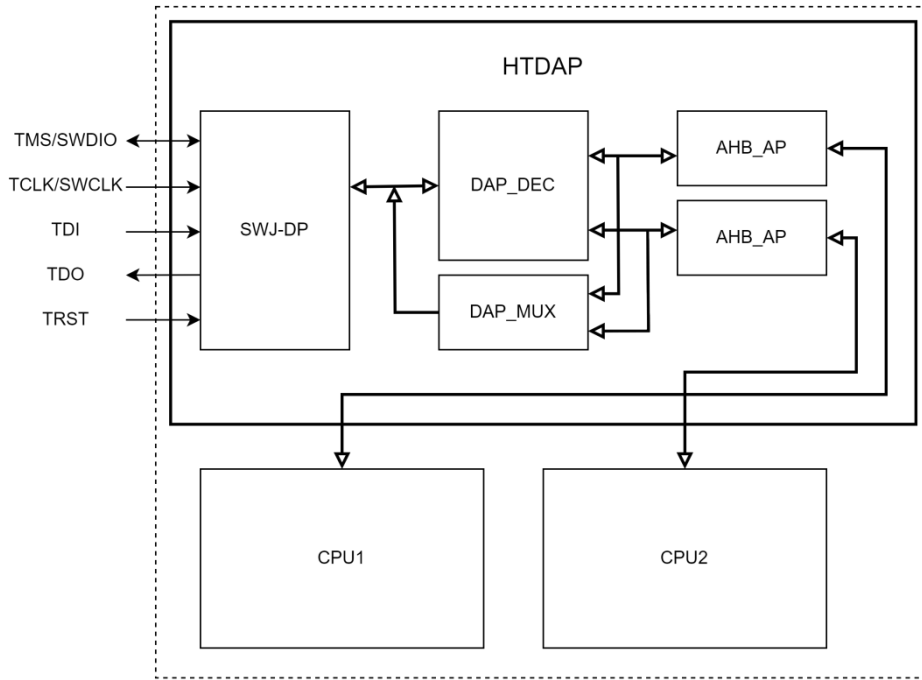 HTDAP
TMS/SWDIO
TCLK/SWCLK
TDI
TDO
TRST
SWJ-DP
DAP_DEC
DAP_MUX
AHB_AP
AHB_AP
CPU1
CPU2